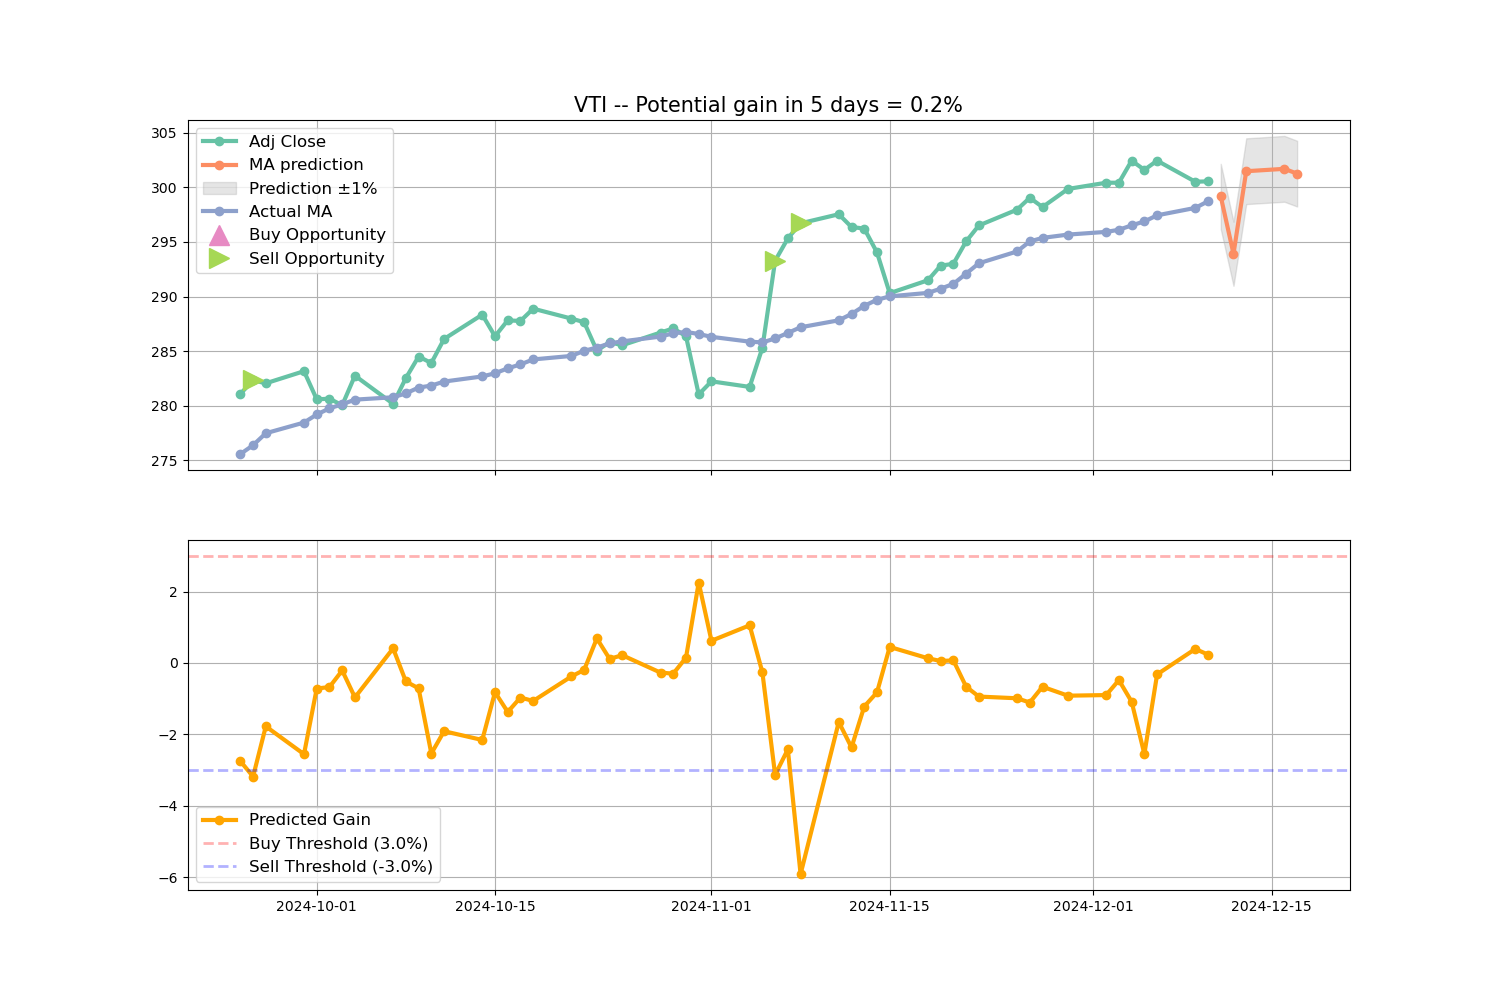 VTI -- Potential gain in 5 days = 0.2%
305
300
295
290
285
280
275
Adj Close
MA prediction
Prediction ±1%
Actual MA
Buy Opportunity
Sell Opportunity
2
0
−2
−4
−6
Predicted Gain
Buy Threshold (3.0%)
Sell Threshold (-3.0%)
2024-10-01
2024-10-15
2024-11-01
2024-11-15
2024-12-01
2024-12-15